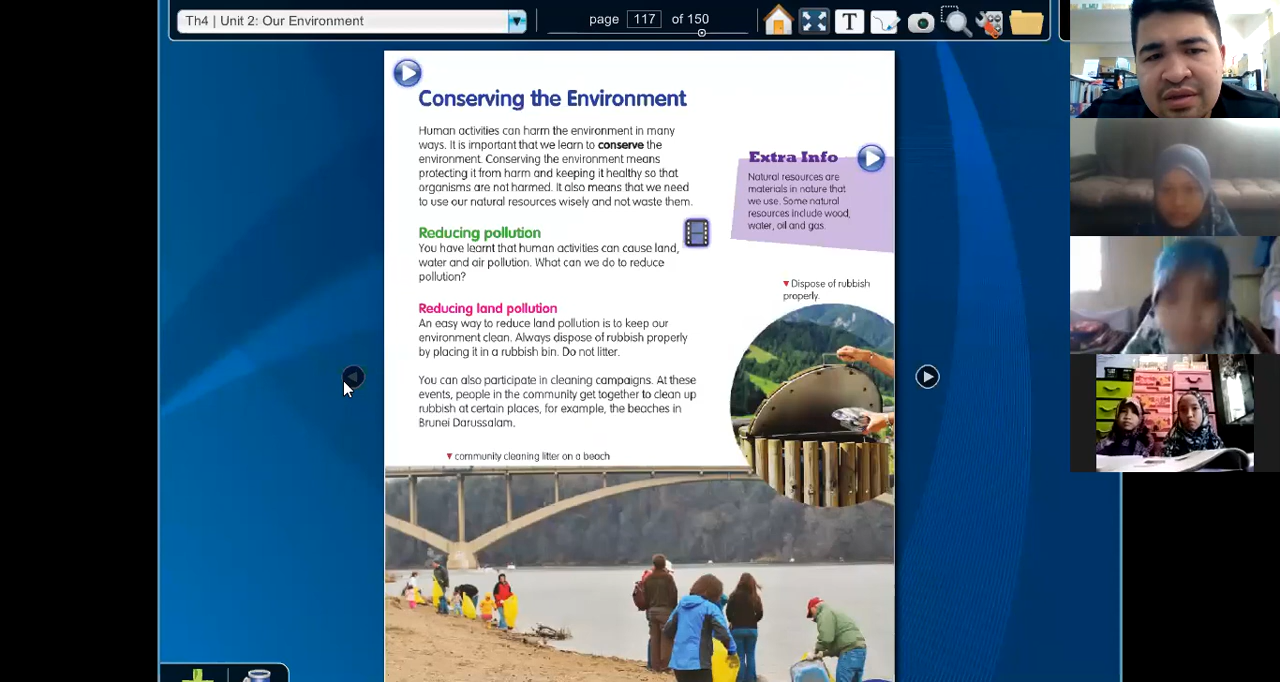 Th4 | Unit 2: Our Environment
page 117 of 150
T
Conserving the Environment
Human activities can harm the environment in many
ways. It is important that we learn to conserve the
environment. Conserving the environment means
protecting it from harm and keeping it healthy so that
organisms are not harmed. It also means that we need
to use our natural resources wisely and not waste them.
Extra Info
Natural resources are
materials in nature that
we use. Some natural
resources include wood,
water, oil and gas.
Reducing pollution
You have learnt that human activities can cause land,
water and air pollution. What can we do to reduce
pollution?
▼ Dispose of rubbish
properly.
Reducing land pollution
An easy way to reduce land pollution is to keep our
environment clean. Always dispose of rubbish properly
by placing it in a rubbish bin. Do not litter.
You can also participate in cleaning campaigns. At these
events, people in the community get together to clean up
rubbish at certain places, for example, the beaches in
Brunei Darussalam.
▼ community cleaning litter on a beach